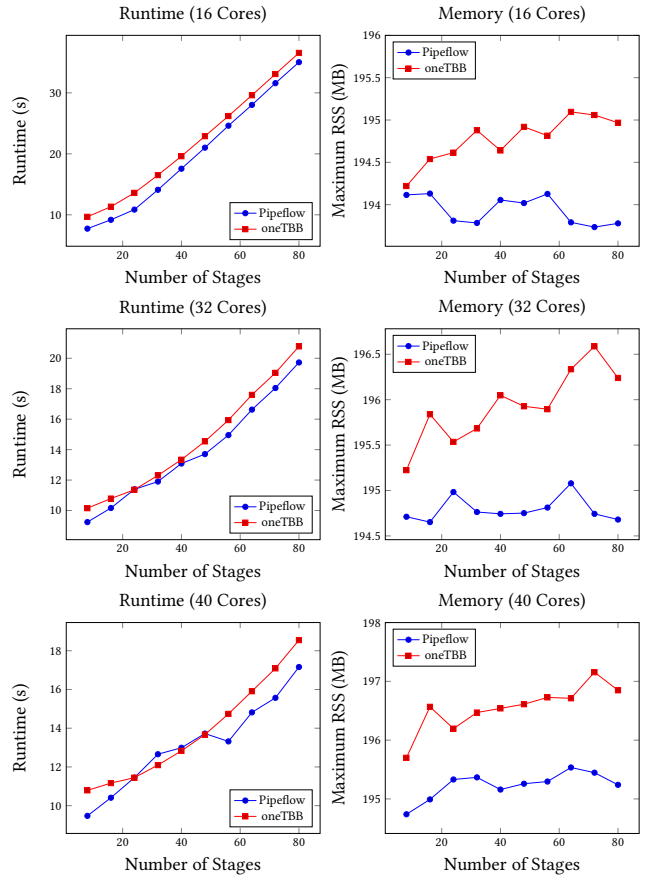 Runtime (16 Cores)
Runtime (s)
30
20
10
20
40
60
80
Pipeflow
oneTBB
Number of Stages
Memory (16 Cores)
Maximum RSS (MB)
196
195.5
195
194.5
194
20
40
60
80
Pipeflow
oneTBB
Number of Stages
Runtime (32 Cores)
Runtime (s)
20
18
16
14
12
10
20
40
60
80
Pipeflow
oneTBB
Number of Stages
Memory (32 Cores)
Maximum RSS (MB)
196.5
196
195.5
195
194.5
20
40
60
80
Pipeflow
oneTBB
Number of Stages
Runtime (40 Cores)
Runtime (s)
18
16
14
12
10
20
40
60
80
Pipeflow
oneTBB
Number of Stages
Memory (40 Cores)
Maximum RSS (MB)
198
197
196
195
20
40
60
80
Pipeflow
oneTBB
Number of Stages